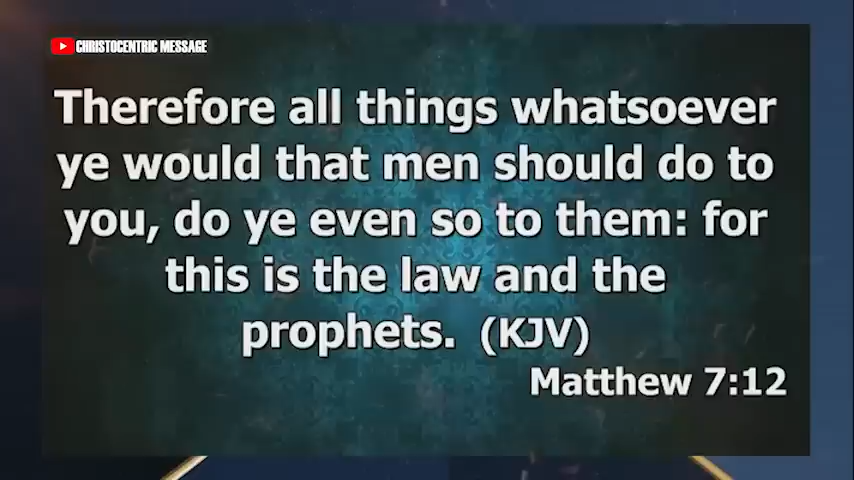 CHRISTOCENTRIC MESSAGE
Therefore all things whatsoever
ye would that men should do to
you, do ye even so to them: for
this is the law and the
prophets. (KJV)
Matthew 7:12